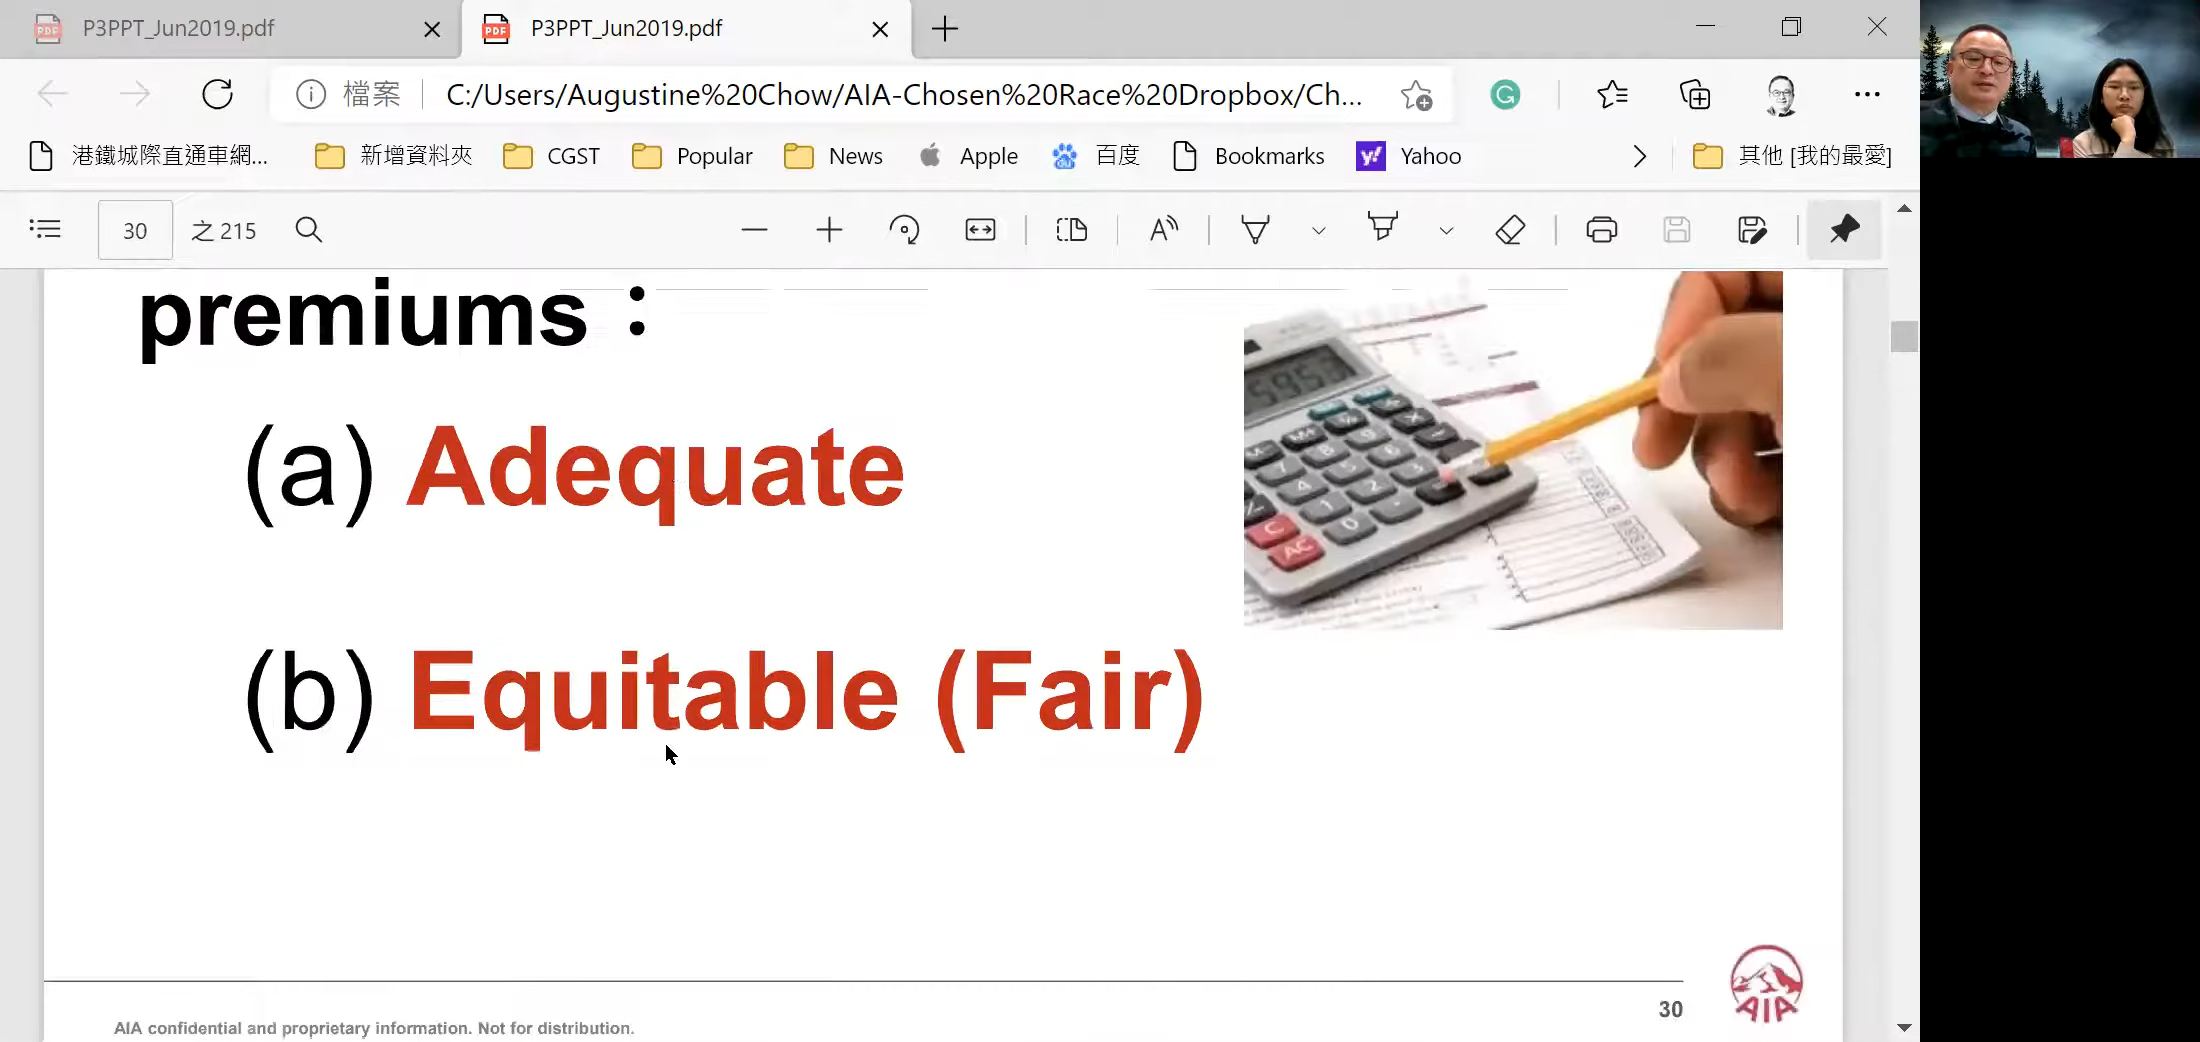 P3PPT_Jun2019.pdf
P3PPT_Jun2019.pdf
檔案 C:/Users/Augustine%20Chow/AIA-Chosen%20Race%20Dropbox/Ch...
港鐵城際直通車網... 新增資料夾 CGST Popular News Apple 百度 Bookmarks Yahoo 其他 [我的最愛]
30 之 215
premiums：
(a) Adequate
(b) Equitable (Fair)
30
AIA
AIA confidential and proprietary information. Not for distribution.